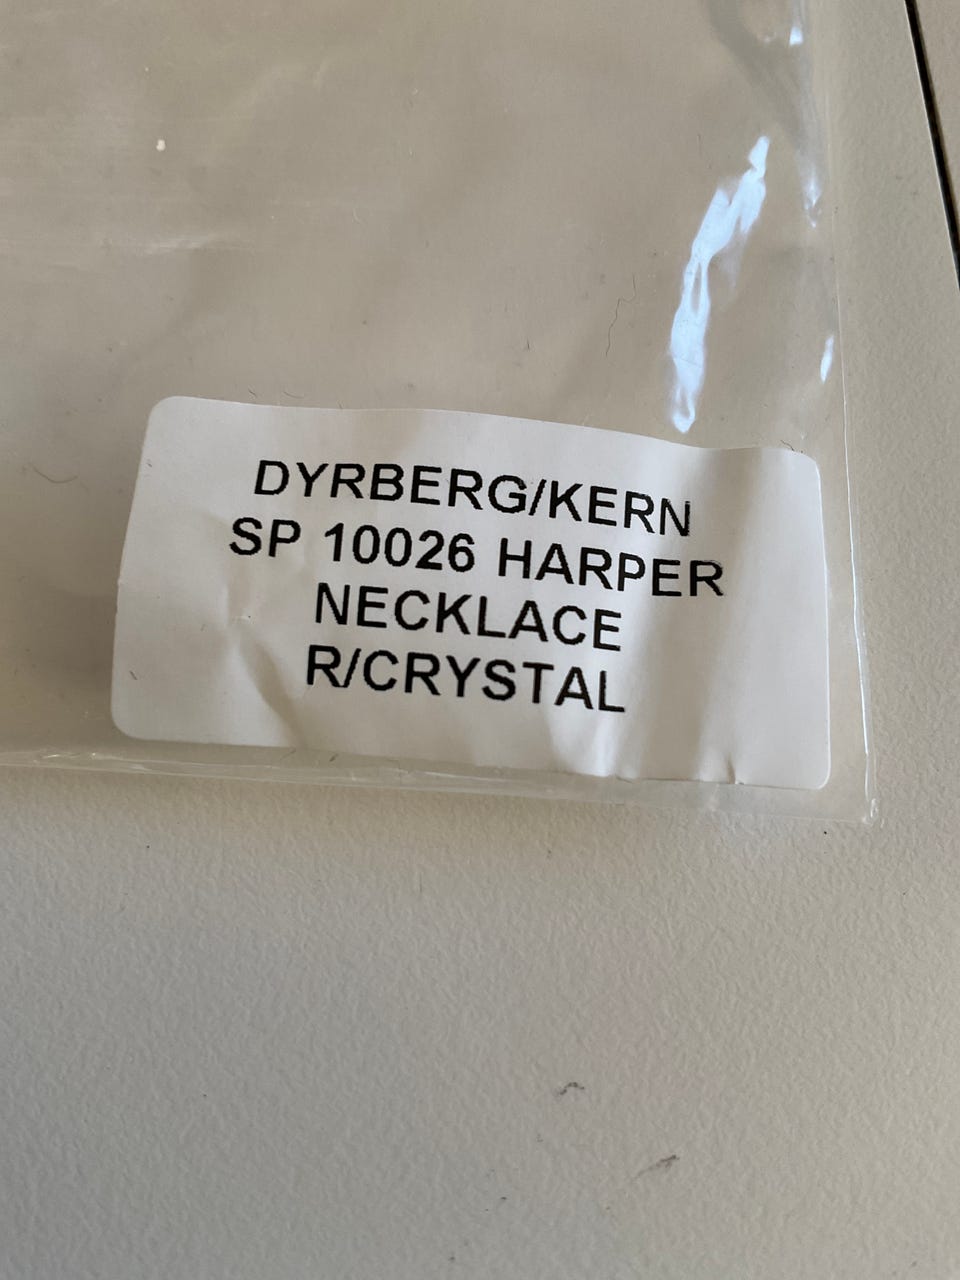 DYRBERG/KERN
SP 10026 HARPER
NECKLACE
R/CRYSTAL